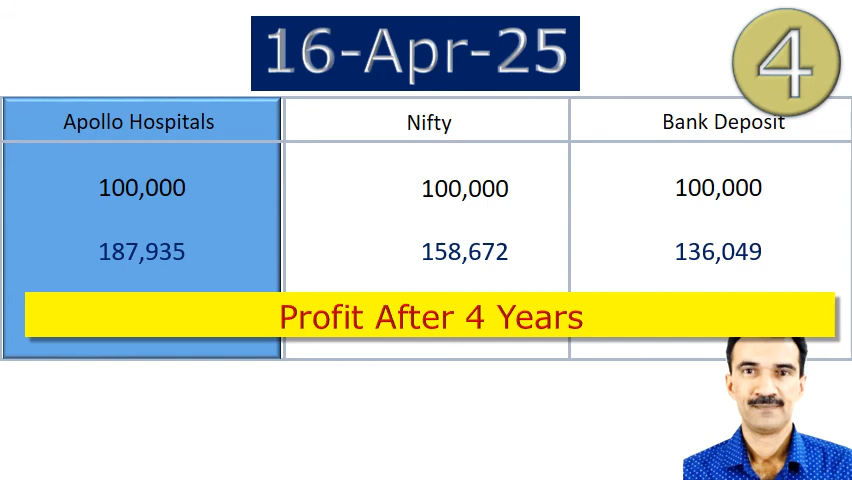 16-Apr-25
4
Apollo Hospitals Nifty Bank Deposit
100,000 100,000 100,000
187,935 158,672 136,049
Profit After 4 Years